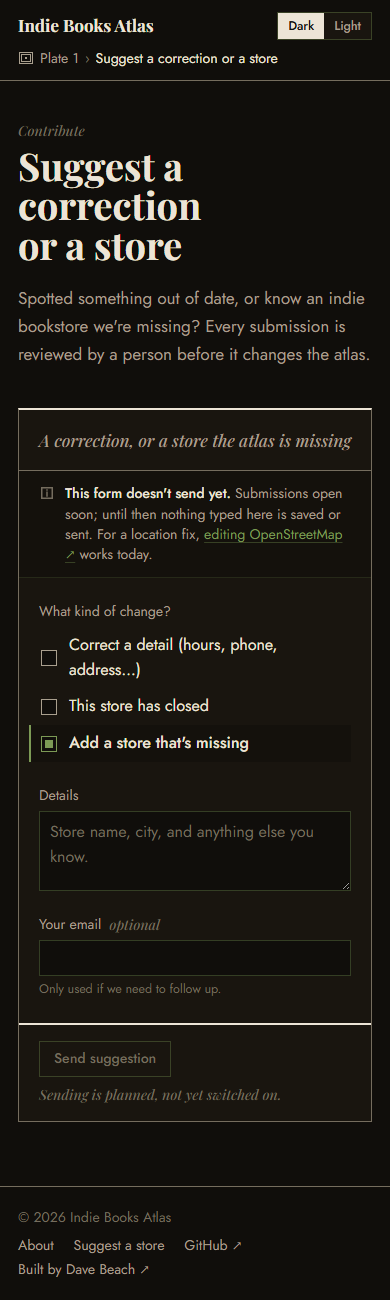 Indie Books Atlas
Dark Light
Plate 1 › Suggest a correction or a store
Contribute
Suggest a
correction
or a store
Spotted something out of date, or know an indie
bookstore we're missing? Every submission is
reviewed by a person before it changes the atlas.
A correction, or a store the atlas is missing
This form doesn't send yet. Submissions open
soon; until then nothing typed here is saved or
sent. For a location fix, editing OpenStreetMap
↗ works today.
What kind of change?
Correct a detail (hours, phone,
address…)
This store has closed
Add a store that's missing
Details
Store name, city, and anything else you
know.
Your email optional
Only used if we need to follow up.
Send suggestion
Sending is planned, not yet switched on.
© 2026 Indie Books Atlas
About Suggest a store GitHub ↗
Built by Dave Beach ↗